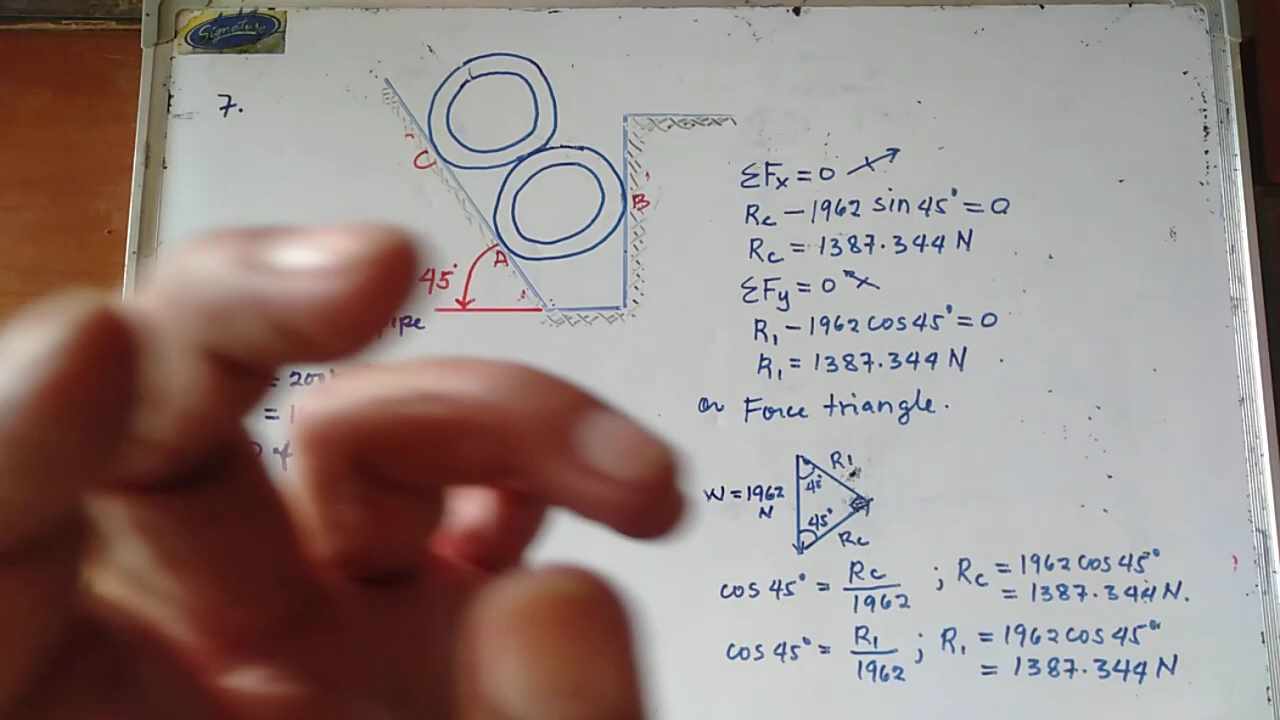 Signature
7.
C
B
A
45°
= 200
=
ΣFx = 0
Rc - 1962 sin 45° = 0
Rc = 1387.344 N
ΣFy = 0
R1 - 1962 cos 45° = 0
R1 = 1387.344 N
or Force triangle.
W = 1962
N
R1
45°
45°
Rc
cos 45° = Rc/1962 ; Rc = 1962 cos 45°
= 1387.344 N.
cos 45° = R1/1962 ; R1 = 1962 cos 45°
= 1387.344 N